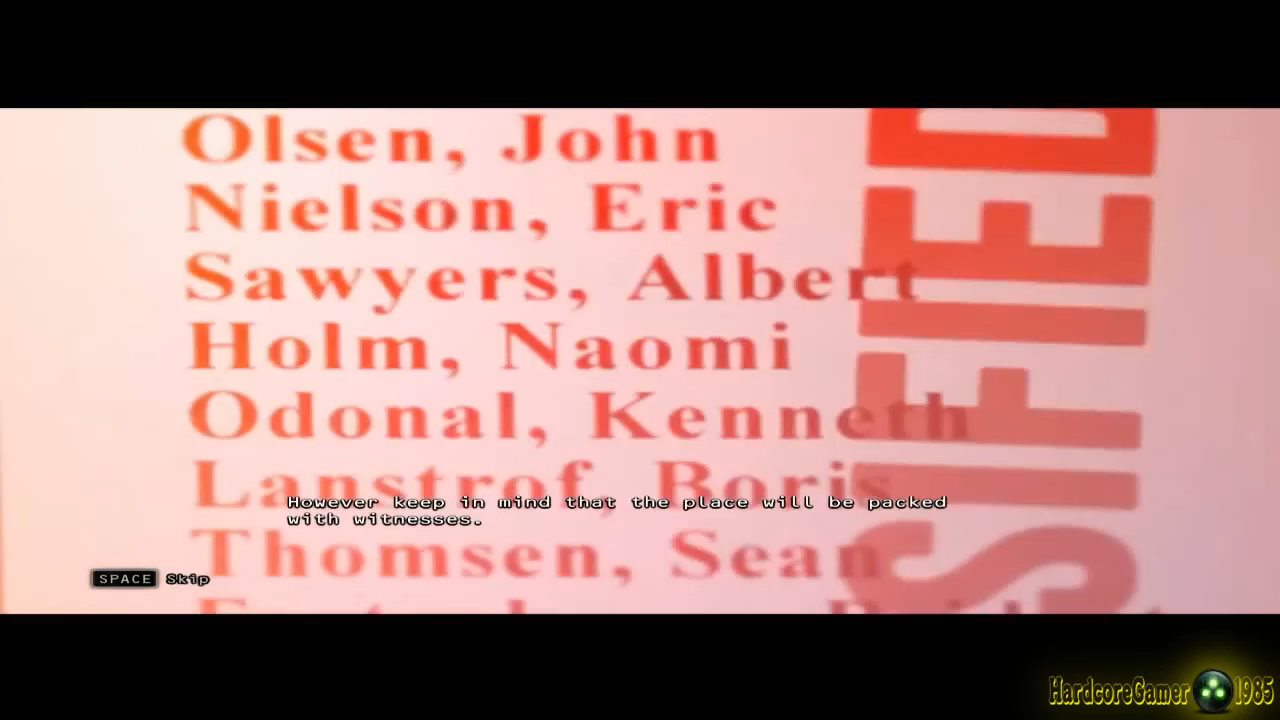 Olsen, John
Nielson, Eric
Sawyers, Albert
Holm, Naomi
Odonal, Kenneth
Lanstrof, Boris
Thomsen, Sean
SIFIED
However keep in mind that the place will be packed
with witnesses.
SPACE Skip
HardcoreGamer 1985